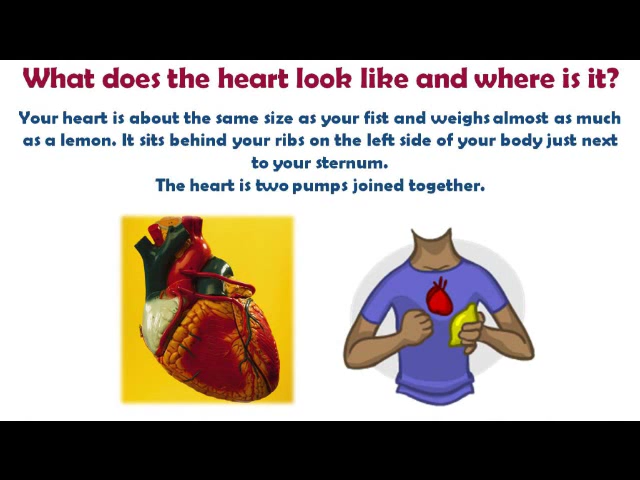 What does the heart look like and where is it?
Your heart is about the same size as your fist and weighs almost as much
as a lemon. It sits behind your ribs on the left side of your body just next
to your sternum.
The heart is two pumps joined together.